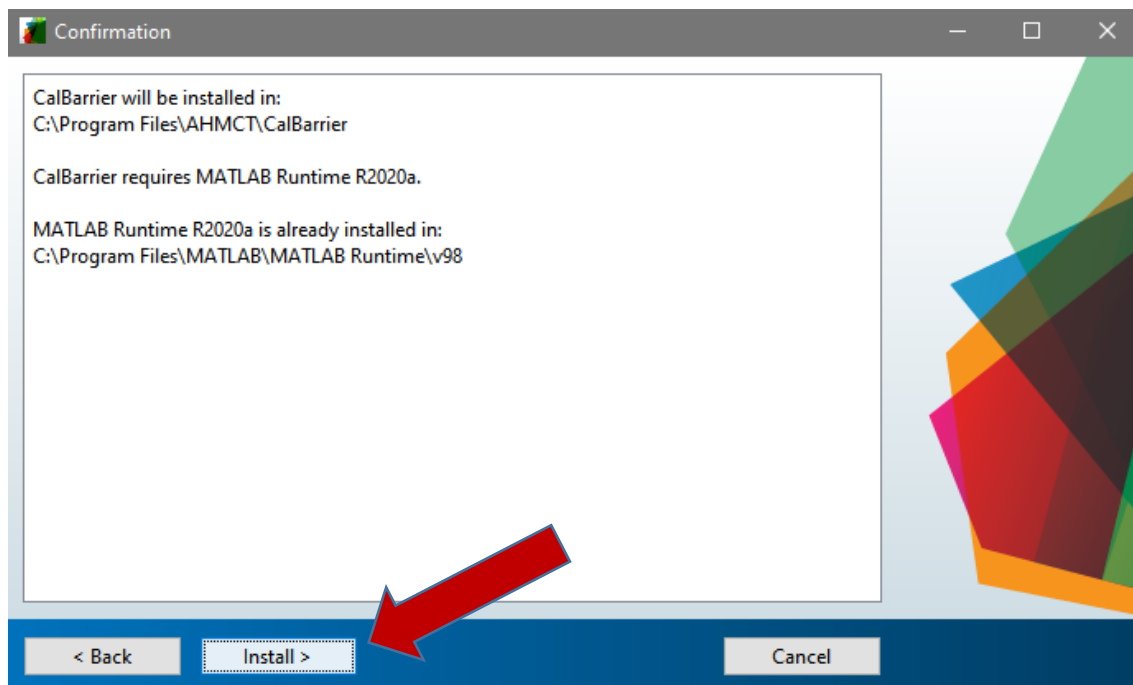 Confirmation
CalBarrier will be installed in:
C:\Program Files\AHMCT\CalBarrier
CalBarrier requires MATLAB Runtime R2020a.
MATLAB Runtime R2020a is already installed in:
C:\Program Files\MATLAB\MATLAB Runtime\v98
< Back
Install >
Cancel